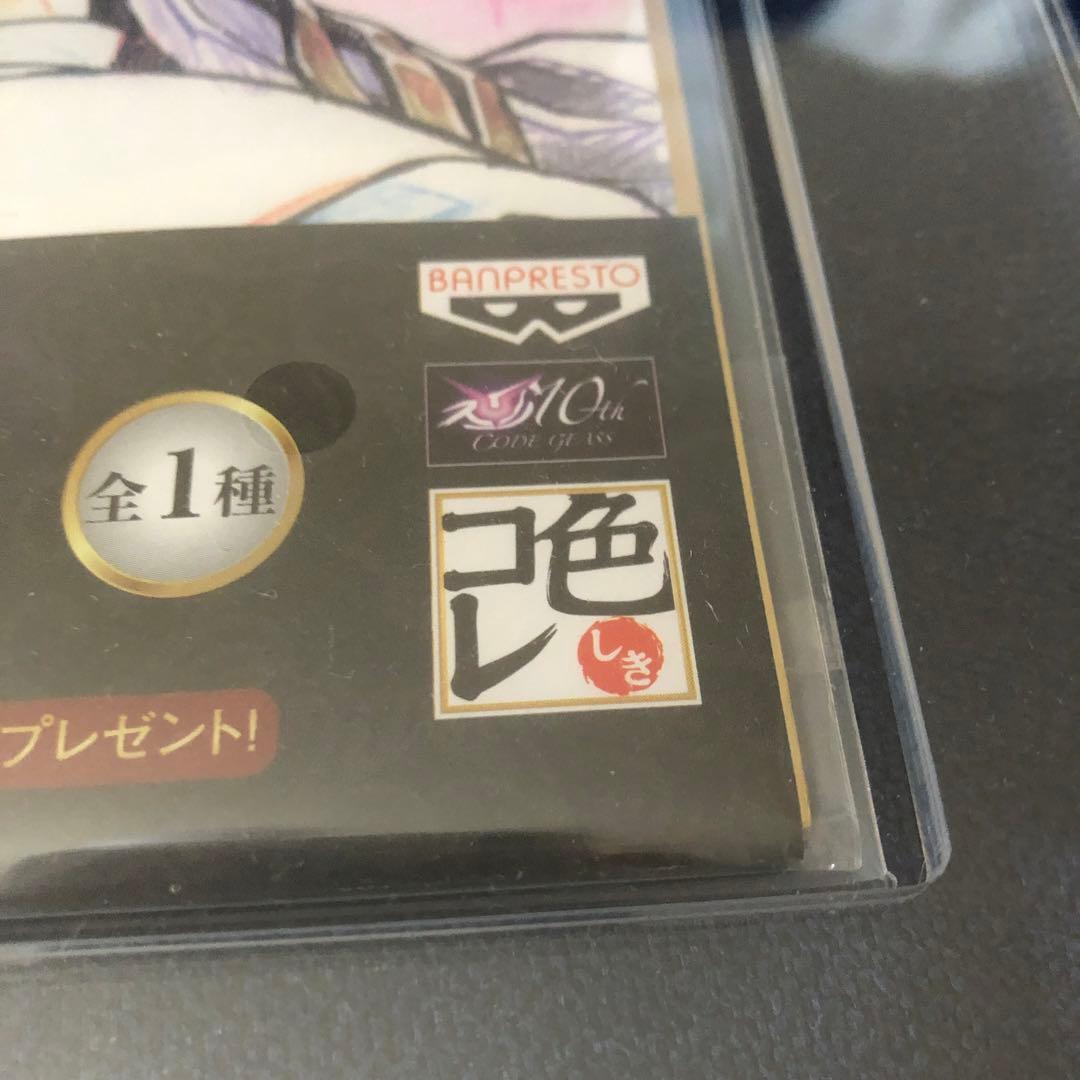 BANPRESTO
10th
CODE GEASS
全1種
色
コレ
しき
プレゼント!